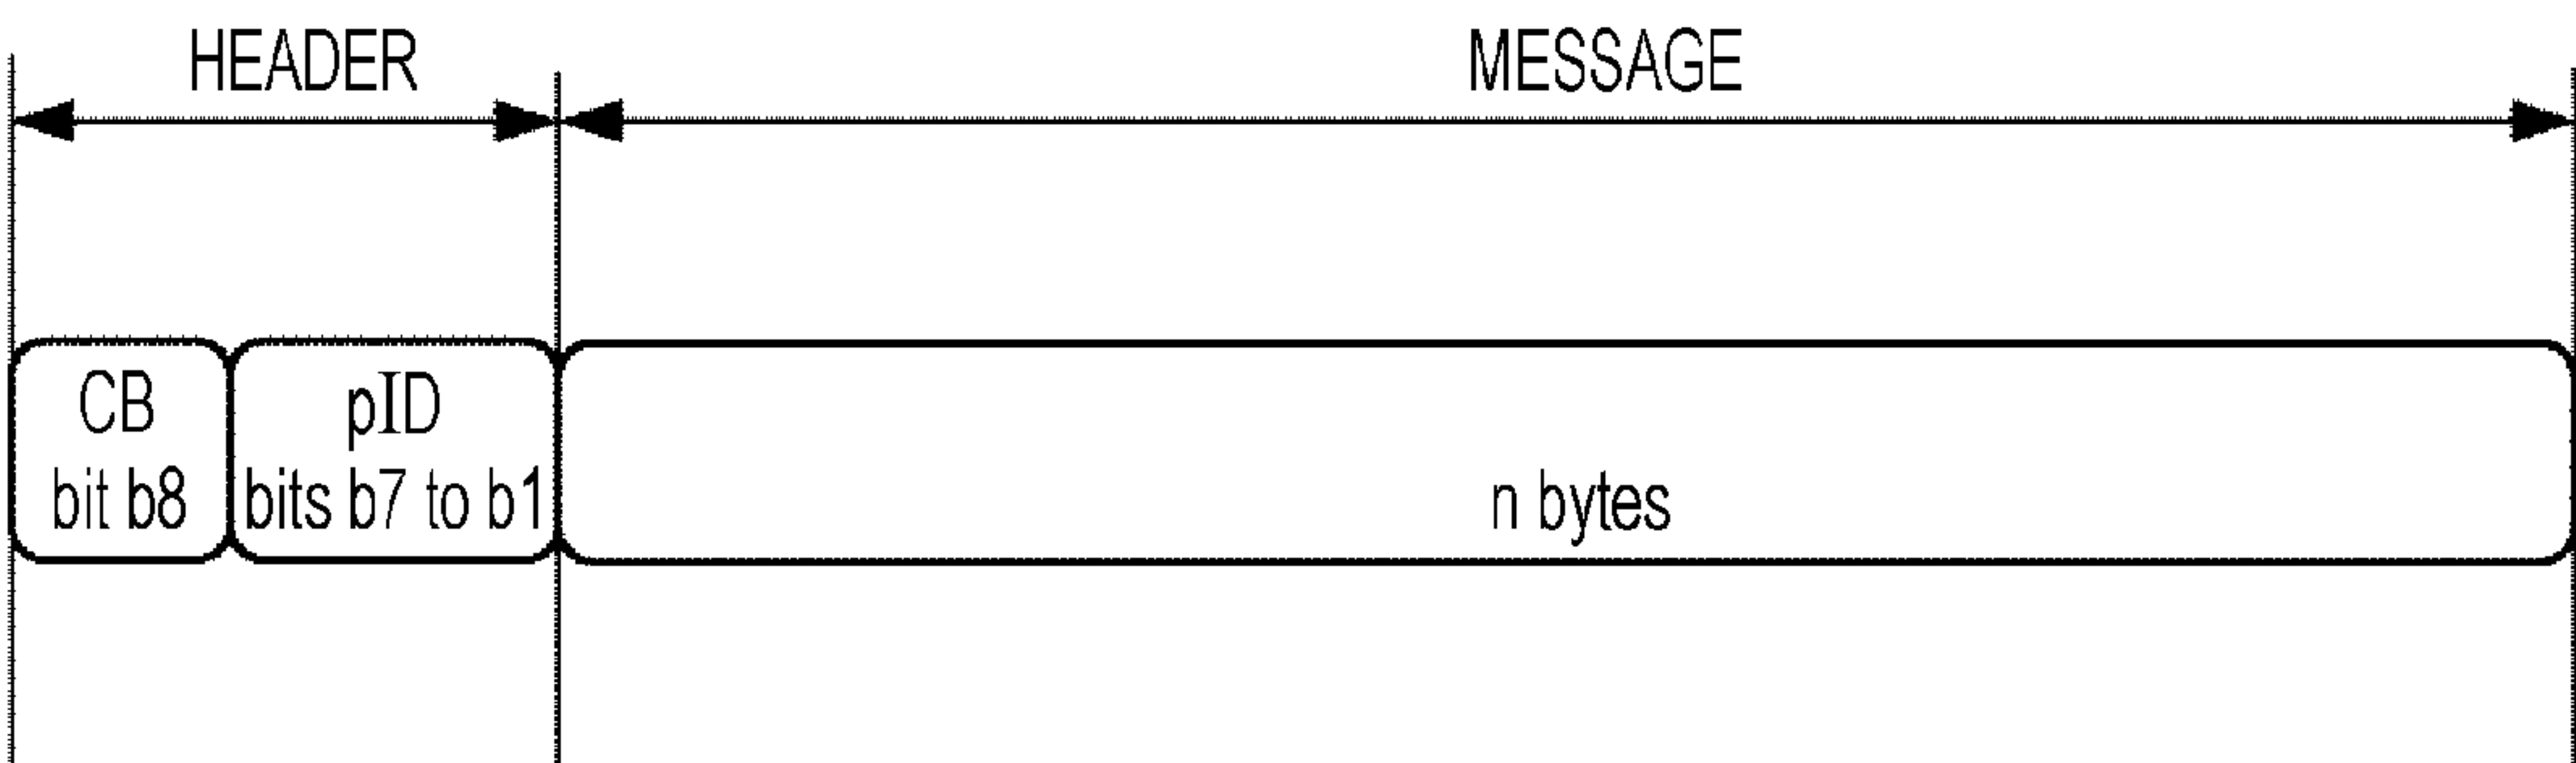 HEADER
MESSAGE
CB
bit b8
pID
bits b7 to b1
n bytes